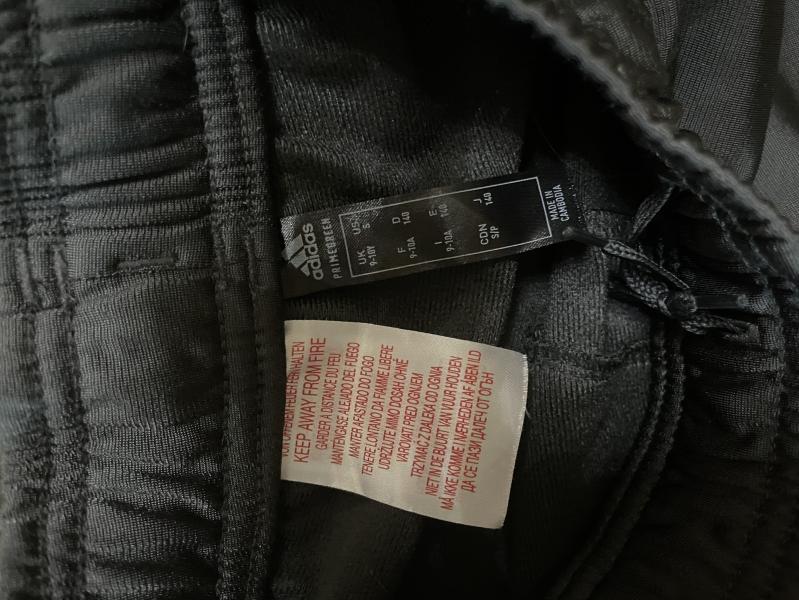 adidas
PRIMEGREEN
UK US
9-10Y S
F D
9-10A 140
I E
9-10A 140
CDN J
S/P 140
MADE IN
CAMBODIA
KEEP AWAY FROM FIRE
GARDER À DISTANCE DU FEU
MANTENGASE ALEJADO DEL FUEGO
MANTER AFASTADO DO FOGO
TENERE LONTANO DA FIAMME LIBERE
UDRŽUJTE MIMO DOSAH OHNĚ
VAROVATI PRED OGNJEM
TRZYMAĆ Z DALEKA OD OGNIA
NIET IN DE BUURT VAN VUUR HOUDEN
MÅ IKKE KOMME I NÆRHEDEN AF ÅBEN ILD
ДА СЕ ПАЗИ ДАЛЕЧ ОТ ОГЪН